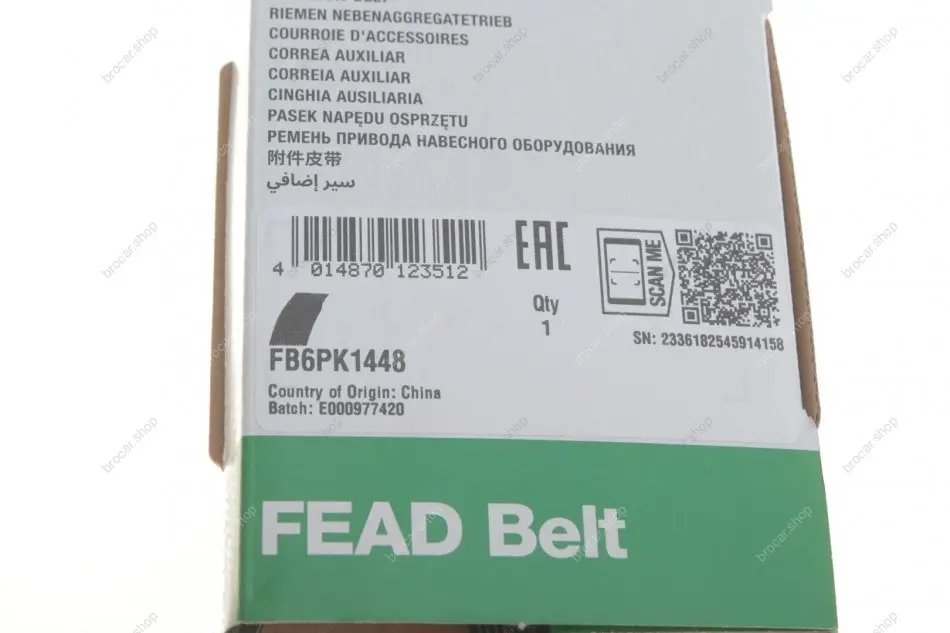 RIEMEN NEBENAGGREGATETRIEB
COURROIE D'ACCESSOIRES
CORREA AUXILIAR
CORREIA AUXILIAR
CINGHIA AUSILIARIA
PASEK NAPĘDU OSPRZĘTU
РЕМЕНЬ ПРИВОДА НАВЕСНОГО ОБОРУДОВАНИЯ
附件皮带
سير إضافي
4 014870 123512
EAC
SCAN ME
Qty
1
SN: 2336182545914158
FB6PK1448
Country of Origin: China
Batch: E000977420
FEAD Belt
brocar.shop